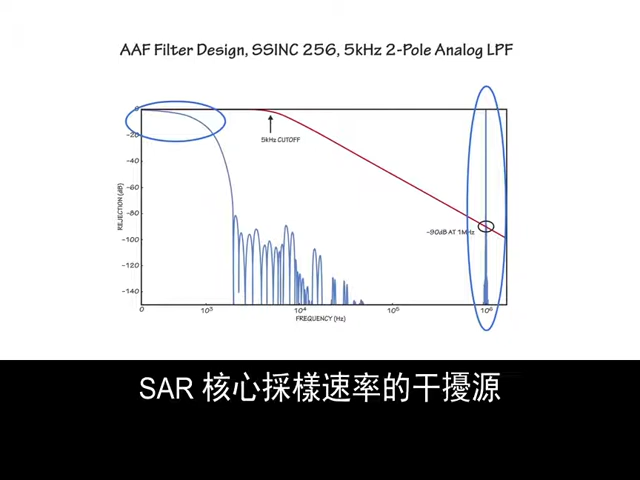 AAF Filter Design, SSINC 256, 5kHz 2-Pole Analog LPF
0
-20
-40
-60
-80
-100
-120
-140
REJECTION (dB)
5kHz CUTOFF
~90dB AT 1MHz
0
10³
10⁴
10⁵
10⁶
FREQUENCY (Hz)
SAR 核心採樣速率的干擾源